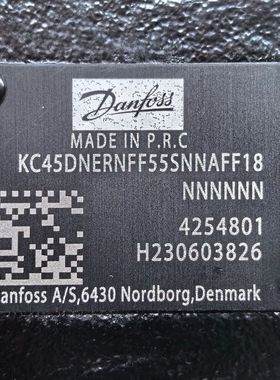 Danfoss
MADE IN P.R.C
KC45DNERNFF55SNNAFF18
NNNNNN
4254801
H230603826
anfoss A/S,6430 Nordborg,Denmark